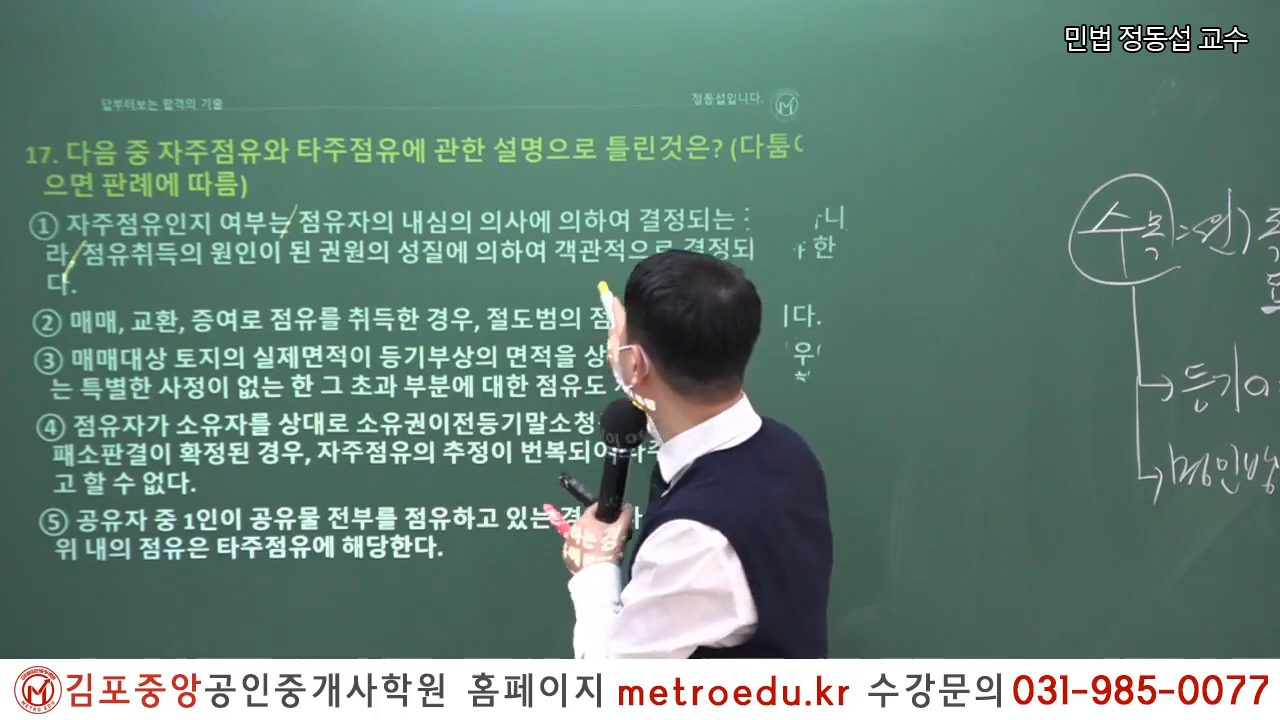 민법 정동섭 교수
답부터보는 합격의 기술
정동섭입니다.
17. 다음 중 자주점유와 타주점유에 관한 설명으로 틀린것은? (다툼
으면 판례에 따름)
① 자주점유인지 여부는 점유자의 내심의 의사에 의하여 결정되는
라 점유취득의 원인이 된 권원의 성질에 의하여 객관적으로 결정되 한
다.
② 매매, 교환, 증여로 점유를 취득한 경우, 절도범의 다.
③ 매매대상 토지의 실제면적이 등기부상의 면적을
는 특별한 사정이 없는 한 그 초과 부분에 대한 점유도
④ 점유자가 소유자를 상대로 소유권이전등기말소청
패소판결이 확정된 경우, 자주점유의 추정이 번복되어
고 할 수 없다.
⑤ 공유자 중 1인이 공유물 전부를 점유하고 있는
위 내의 점유은 타주점유에 해당한다.
수목
등기
명인방
METRO EDU
김포중앙공인중개사학원 홈페이지 metroedu.kr 수강문의 031-985-0077